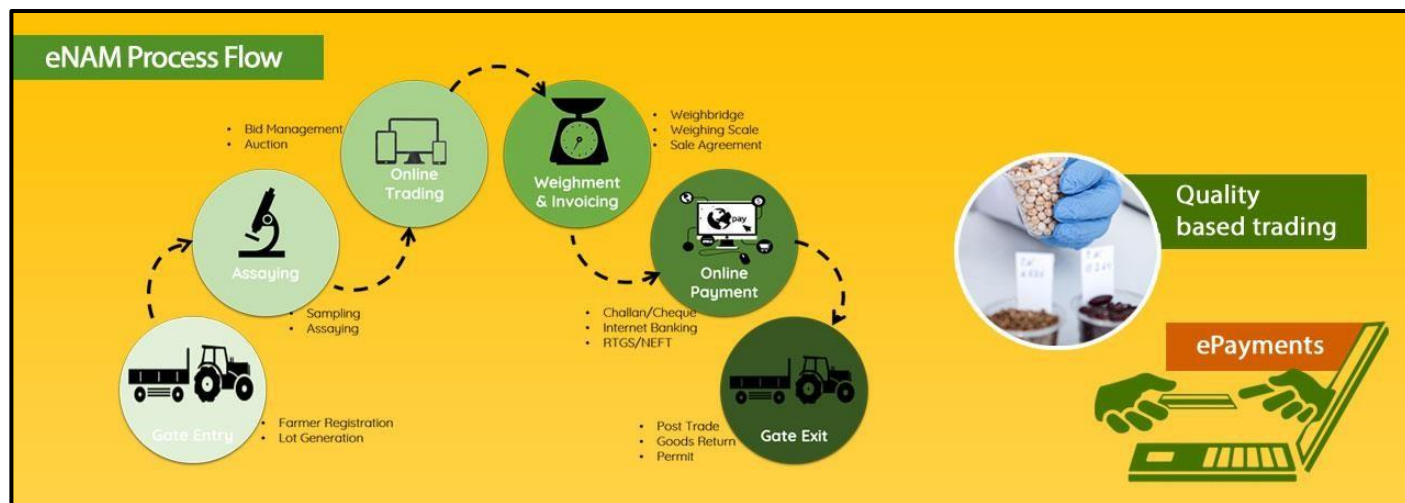 eNAM Process Flow
Gate Entry
• Farmer Registration
• Lot Generation
Assaying
• Sampling
• Assaying
Online
Trading
• Bid Management
• Auction
Weighment
& Invoicing
• Weighbridge
• Weighing Scale
• Sale Agreement
pay
Online
Payment
• Challan/Cheque
• Internet Banking
• RTGS/NEFT
Gate Exit
• Post Trade
• Goods Return
• Permit
Quality
based trading
ePayments